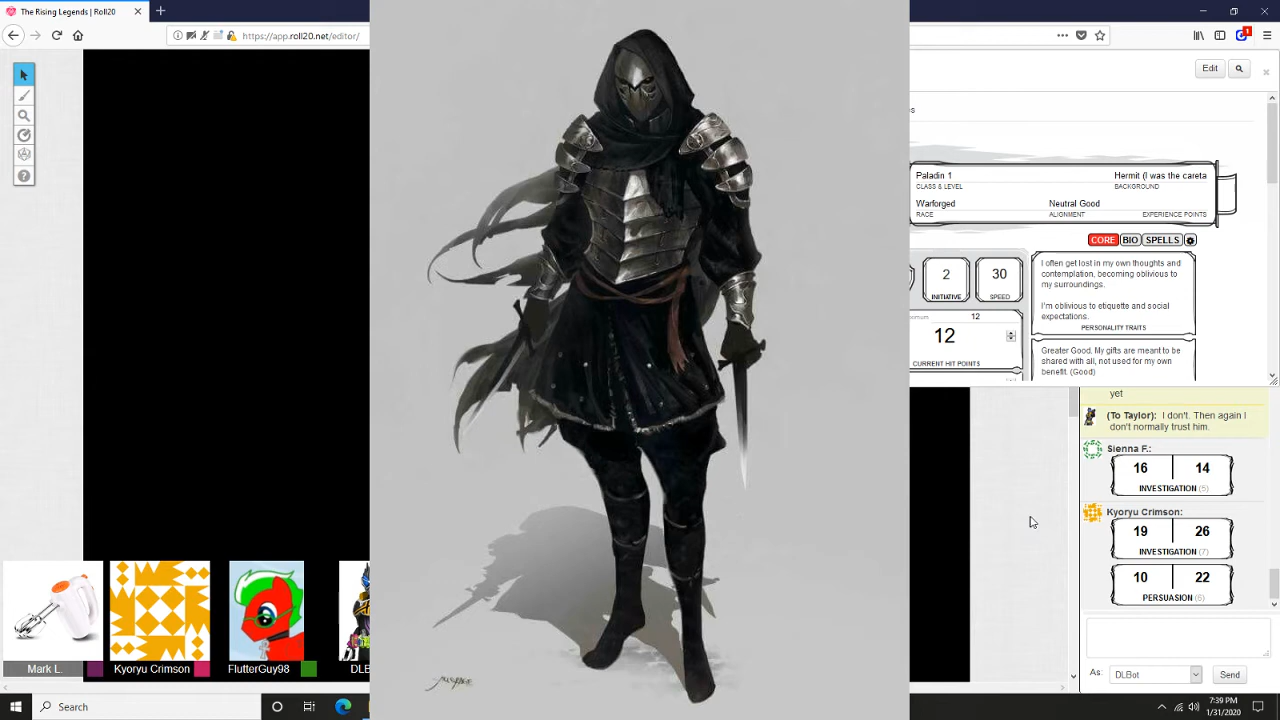 The Rising Legends | Roll20
https://app.roll20.net/editor/
Edit
Paladin 1
CLASS & LEVEL
Hermit (I was the careta
BACKGROUND
Warforged
RACE
Neutral Good
ALIGNMENT
EXPERIENCE POINTS
CORE
BIO
SPELLS
2
INITIATIVE
30
SPEED
12
12
CURRENT HIT POINTS
I often get lost in my own thoughts and
contemplation, becoming oblivious to
my surroundings.
I'm oblivious to etiquette and social
expectations.
PERSONALITY TRAITS
Greater Good. My gifts are meant to be
shared with all, not used for my own
benefit. (Good)
yet
(To Taylor): I don't. Then again I
don't normally trust him.
Sienna F.:
16 14
INVESTIGATION (5)
Kyoryu Crimson:
19 26
INVESTIGATION (7)
10 22
PERSUASION (6)
As: DLBot
Send
Mark L.
Kyoryu Crimson
FlutterGuy98
DLB
Search
7:39 PM
1/31/2020